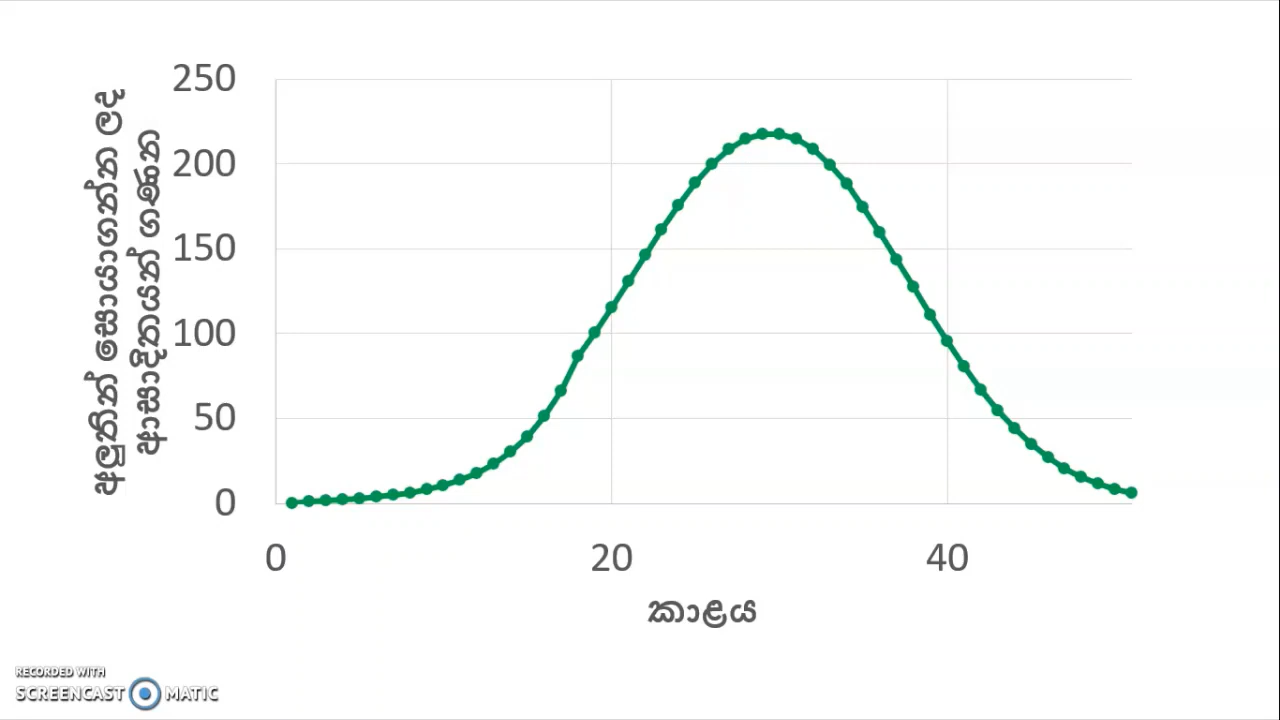 250
200
150
100
50
0
අලුතින් සොයාගන්න ලද
ආසාදිතයන් ගණන
0 20 40
කාළය
RECORDED WITH
SCREENCAST MATIC